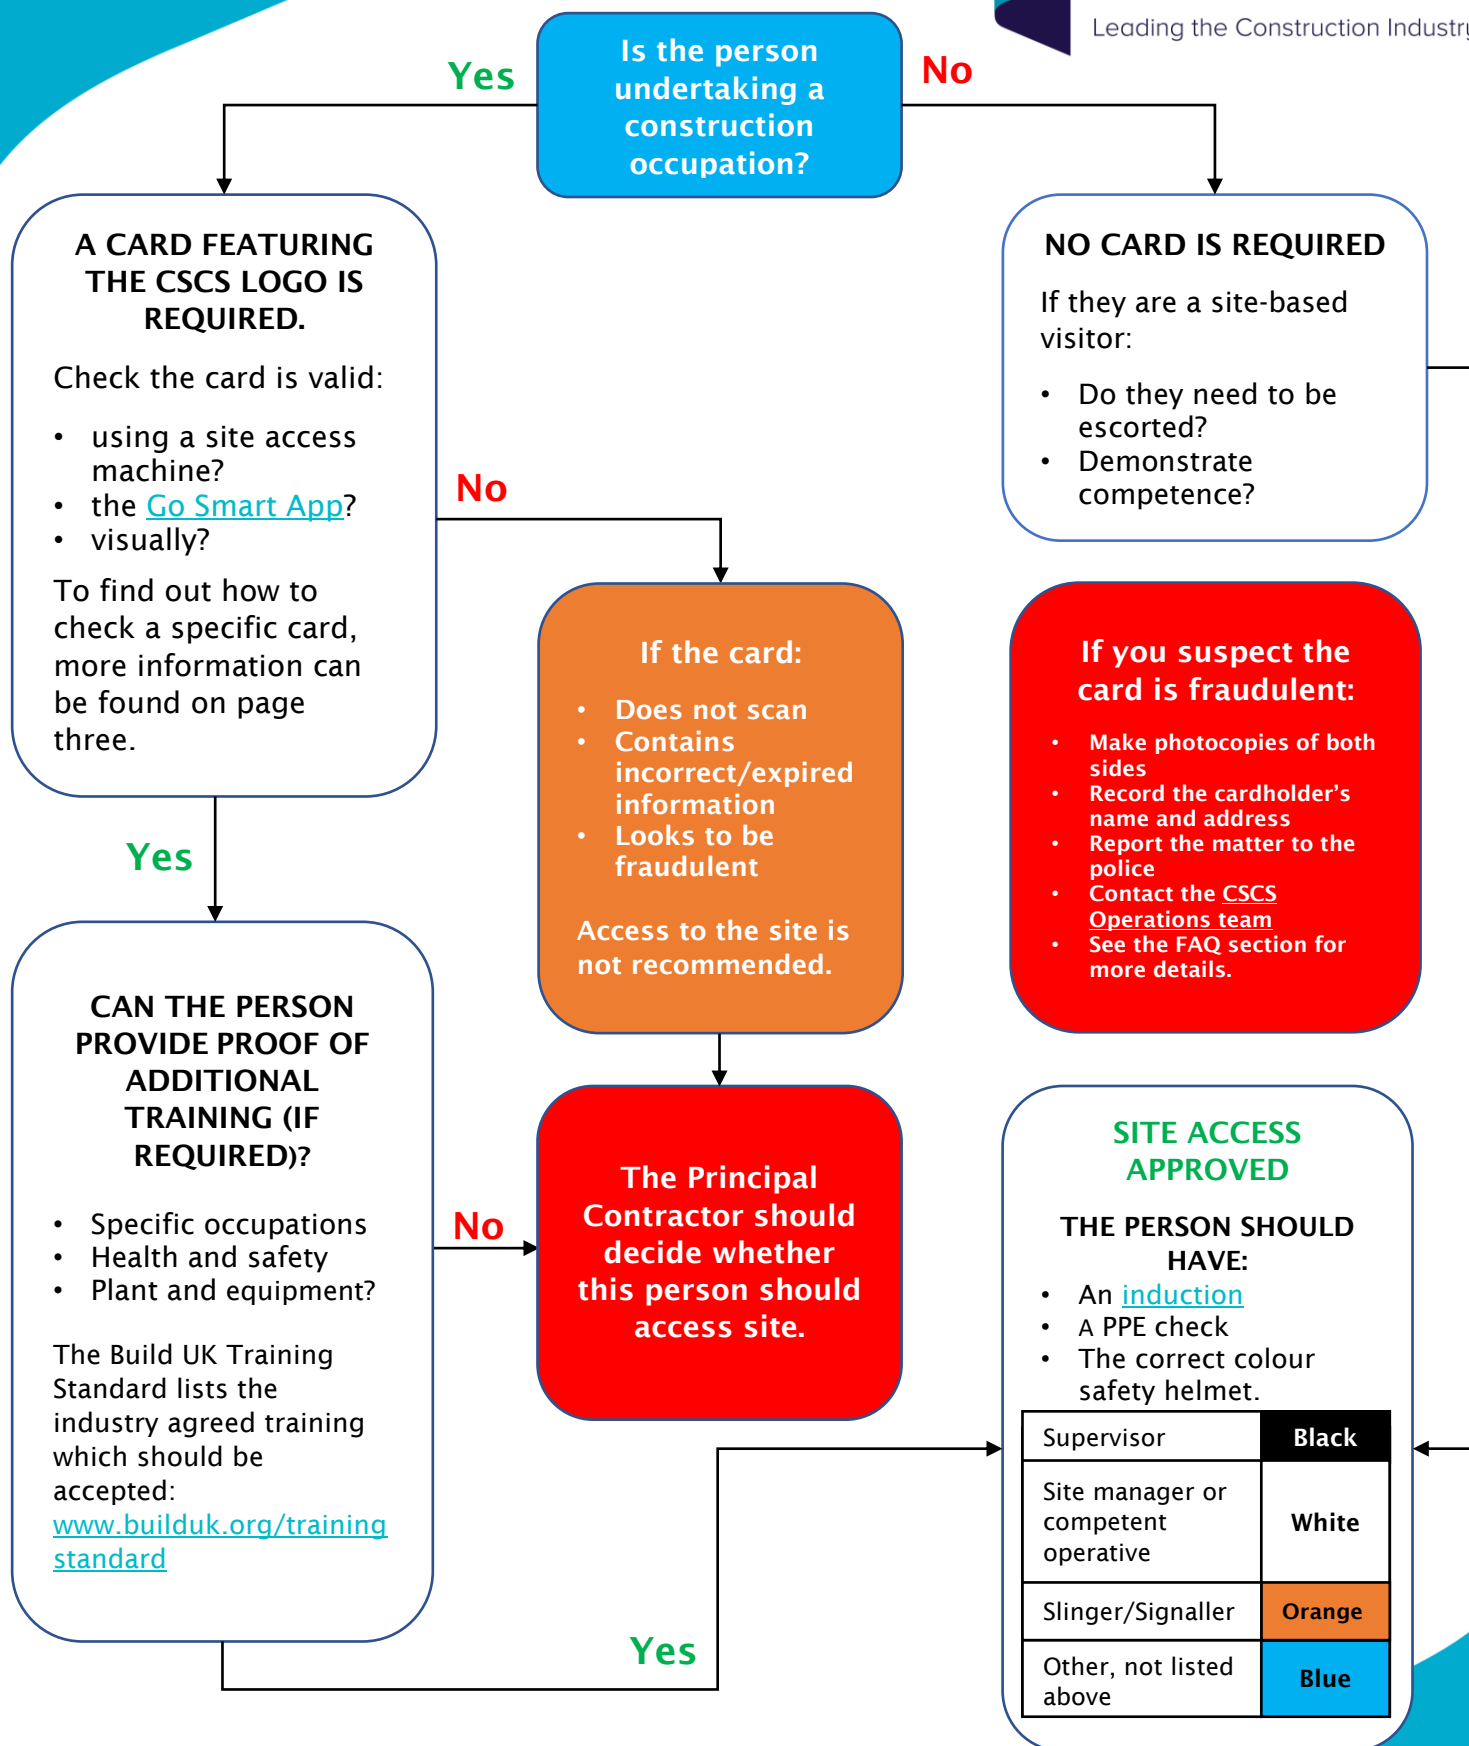 Leading the Construction Industry
Is the person
undertaking a
construction
occupation?
Yes
No
A CARD FEATURING
THE CSCS LOGO IS
REQUIRED.
Check the card is valid:
• using a site access
machine?
• the Go Smart App?
• visually?
To find out how to
check a specific card,
more information can
be found on page
three.
NO CARD IS REQUIRED
If they are a site-based
visitor:
• Do they need to be
escorted?
• Demonstrate
competence?
No
If the card:
• Does not scan
• Contains
incorrect/expired
information
• Looks to be
fraudulent
Access to the site is
not recommended.
If you suspect the
card is fraudulent:
• Make photocopies of both
sides
• Record the cardholder’s
name and address
• Report the matter to the
police
• Contact the CSCS
Operations team
• See the FAQ section for
more details.
Yes
CAN THE PERSON
PROVIDE PROOF OF
ADDITIONAL
TRAINING (IF
REQUIRED)?
• Specific occupations
• Health and safety
• Plant and equipment?
The Build UK Training
Standard lists the
industry agreed training
which should be
accepted:
www.builduk.org/training
standard
No
The Principal
Contractor should
decide whether
this person should
access site.
Yes
SITE ACCESS
APPROVED
THE PERSON SHOULD
HAVE:
• An induction
• A PPE check
• The correct colour
safety helmet.
Supervisor Black
Site manager or
competent
operative
White
Slinger/Signaller Orange
Other, not listed
above
Blue